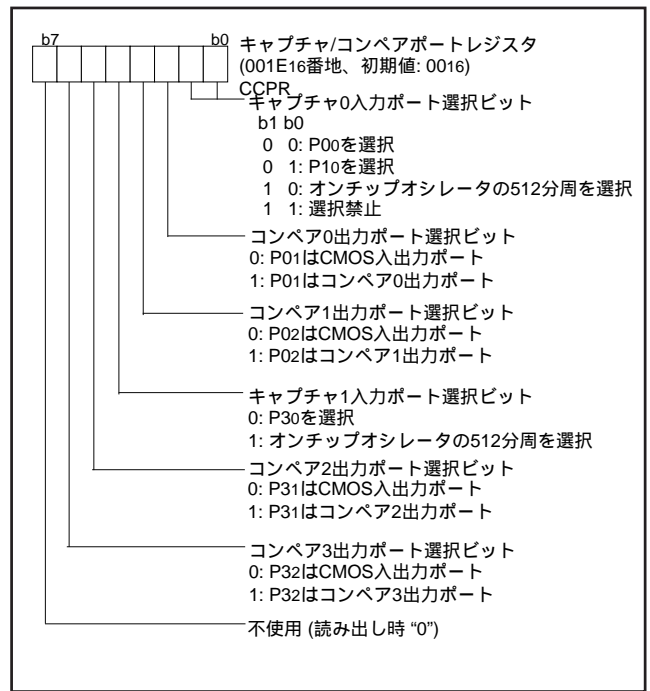 b7 b0 キャプチャ/コンペアポートレジスタ
(001E16番地、初期値: 0016)
CCPR
キャプチャ0入力ポート選択ビット
b1 b0
0 0: P00を選択
0 1: P10を選択
1 0: オンチップオシレータの512分周を選択
1 1: 選択禁止
コンペア0出力ポート選択ビット
0: P01はCMOS入出力ポート
1: P01はコンペア0出力ポート
コンペア1出力ポート選択ビット
0: P02はCMOS入出力ポート
1: P02はコンペア1出力ポート
キャプチャ1入力ポート選択ビット
0: P30を選択
1: オンチップオシレータの512分周を選択
コンペア2出力ポート選択ビット
0: P31はCMOS入出力ポート
1: P31はコンペア2出力ポート
コンペア3出力ポート選択ビット
0: P32はCMOS入出力ポート
1: P32はコンペア3出力ポート
不使用 (読み出し時 “0”)